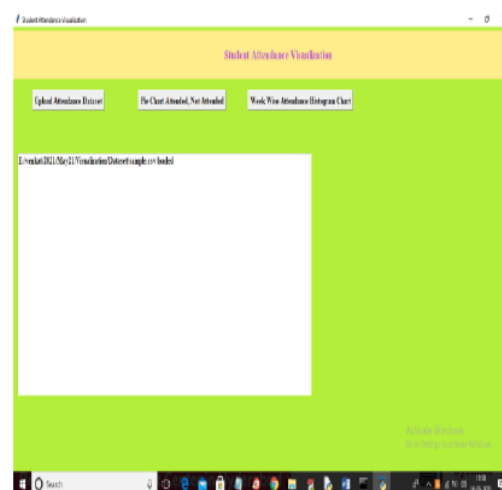 Student Attendance Visualization
Student Attendance Visualization
Upload Attendance Dataset
Pie Chart Attended, Not Attended
Week Wise Attendance Histogram Chart
E:/venkat/2021/May21/Visualization/Dataset/sample.csv loaded
Activate Windows
Search